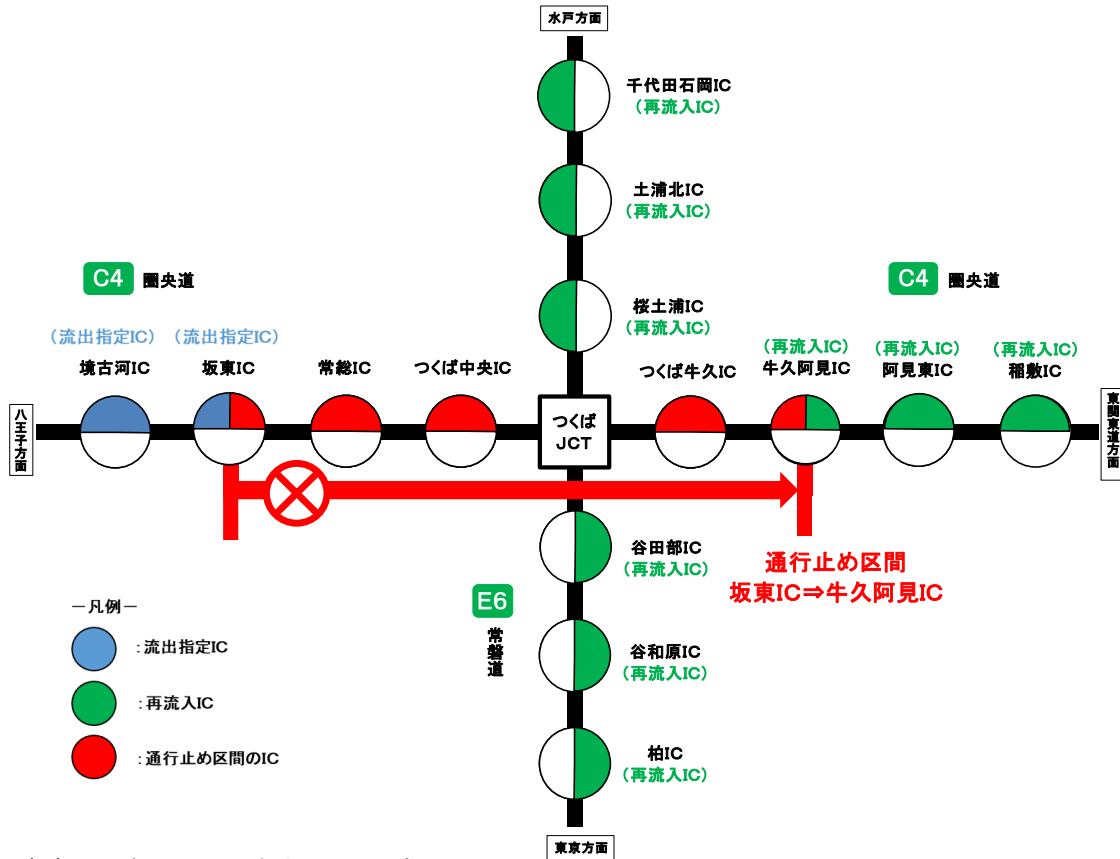 水戸方面
千代田石岡IC
(再流入IC)
土浦北IC
(再流入IC)
桜土浦IC
(再流入IC)
C4 圏央道
C4 圏央道
(流出指定IC)
境古河IC
(流出指定IC)
坂東IC
常総IC
つくば中央IC
つくば牛久IC
(再流入IC)
牛久阿見IC
(再流入IC)
阿見東IC
(再流入IC)
稲敷IC
八王子方面
つくば
JCT
東関東道方面
谷田部IC
(再流入IC)
通行止め区間
坂東IC⇒牛久阿見IC
E6
常磐道
谷和原IC
(再流入IC)
柏IC
(再流入IC)
－凡例－
:流出指定IC
:再流入IC
:通行止め区間のIC
東京方面